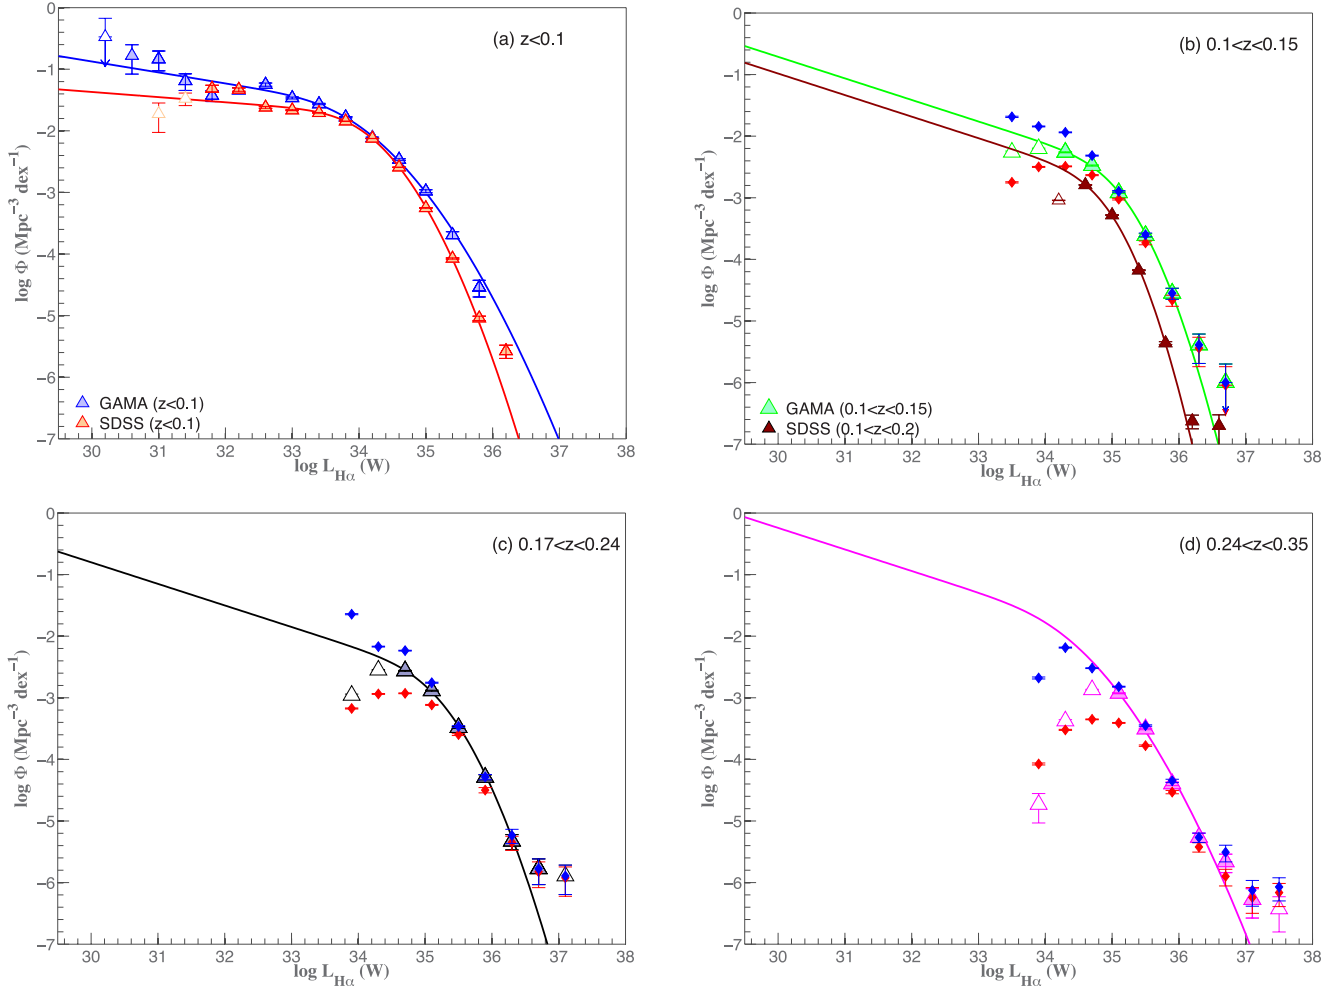 (a) z<0.1
0
−1
−2
−3
−4
−5
−6
−7
log Φ (Mpc⁻³ dex⁻¹)
GAMA (z<0.1)
SDSS (z<0.1)
30 31 32 33 34 35 36 37 38
log L_Hα (W)
(b) 0.1<z<0.15
0
−1
−2
−3
−4
−5
−6
−7
log Φ (Mpc⁻³ dex⁻¹)
GAMA (0.1<z<0.15)
SDSS (0.1<z<0.2)
30 31 32 33 34 35 36 37 38
log L_Hα (W)
(c) 0.17<z<0.24
0
−1
−2
−3
−4
−5
−6
−7
log Φ (Mpc⁻³ dex⁻¹)
30 31 32 33 34 35 36 37 38
log L_Hα (W)
(d) 0.24<z<0.35
0
−1
−2
−3
−4
−5
−6
−7
log Φ (Mpc⁻³ dex⁻¹)
30 31 32 33 34 35 36 37 38
log L_Hα (W)